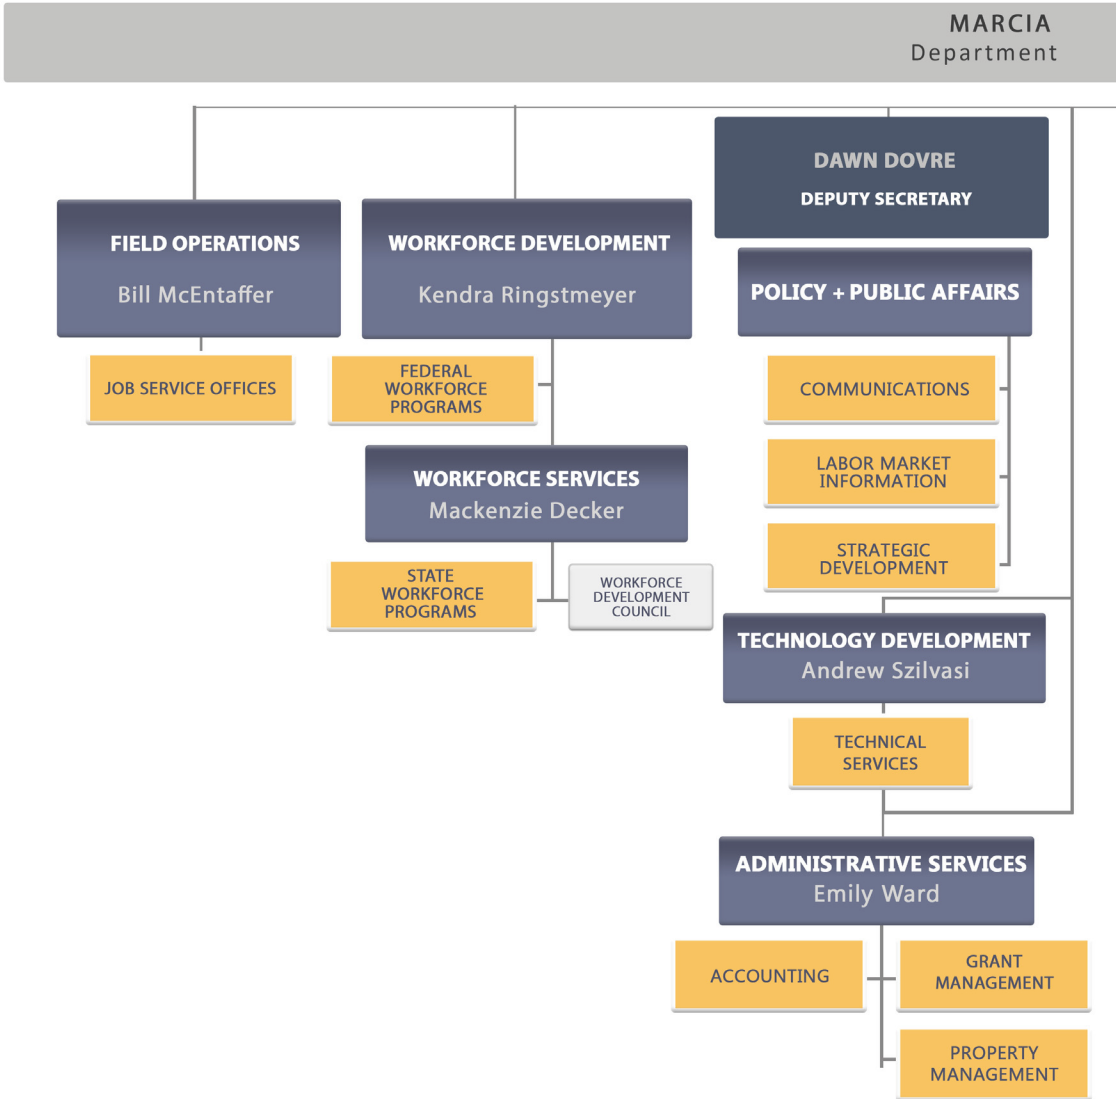 MARCIA
Department
DAWN DOVRE
DEPUTY SECRETARY
FIELD OPERATIONS
Bill McEntaffer
WORKFORCE DEVELOPMENT
Kendra Ringstmeyer
POLICY + PUBLIC AFFAIRS
JOB SERVICE OFFICES
FEDERAL
WORKFORCE
PROGRAMS
COMMUNICATIONS
LABOR MARKET
INFORMATION
WORKFORCE SERVICES
Mackenzie Decker
STRATEGIC
DEVELOPMENT
STATE
WORKFORCE
PROGRAMS
WORKFORCE
DEVELOPMENT
COUNCIL
TECHNOLOGY DEVELOPMENT
Andrew Szilvasi
TECHNICAL
SERVICES
ADMINISTRATIVE SERVICES
Emily Ward
ACCOUNTING
GRANT
MANAGEMENT
PROPERTY
MANAGEMENT